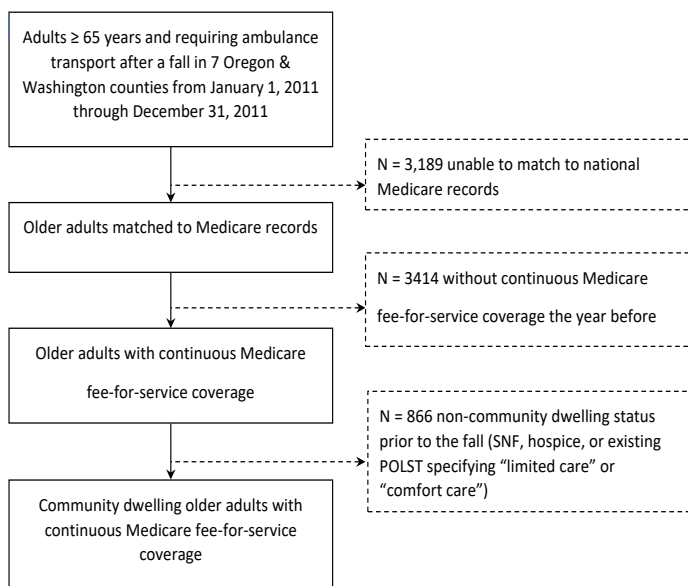 Adults ≥ 65 years and requiring ambulance
transport after a fall in 7 Oregon &
Washington counties from January 1, 2011
through December 31, 2011
N = 3,189 unable to match to national
Medicare records
Older adults matched to Medicare records
N = 3414 without continuous Medicare
fee-for-service coverage the year before
Older adults with continuous Medicare
fee-for-service coverage
N = 866 non-community dwelling status
prior to the fall (SNF, hospice, or existing
POLST specifying “limited care” or
“comfort care”)
Community dwelling older adults with
continuous Medicare fee-for-service
coverage